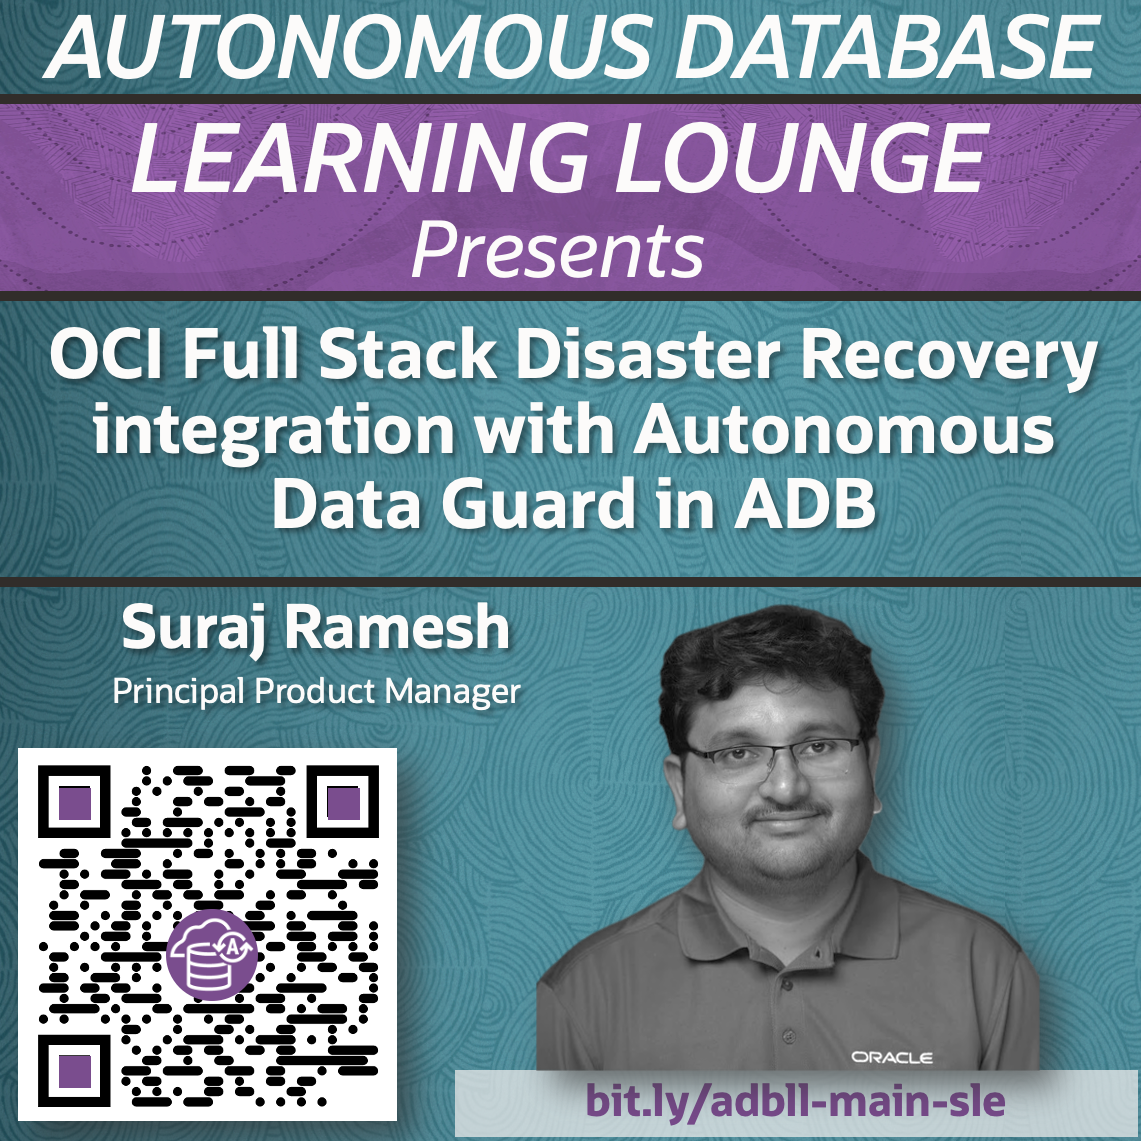 AUTONOMOUS DATABASE
LEARNING LOUNGE
Presents
OCI Full Stack Disaster Recovery
integration with Autonomous
Data Guard in ADB
Suraj Ramesh
Principal Product Manager
A
ORACLE
bit.ly/adbll-main-sle